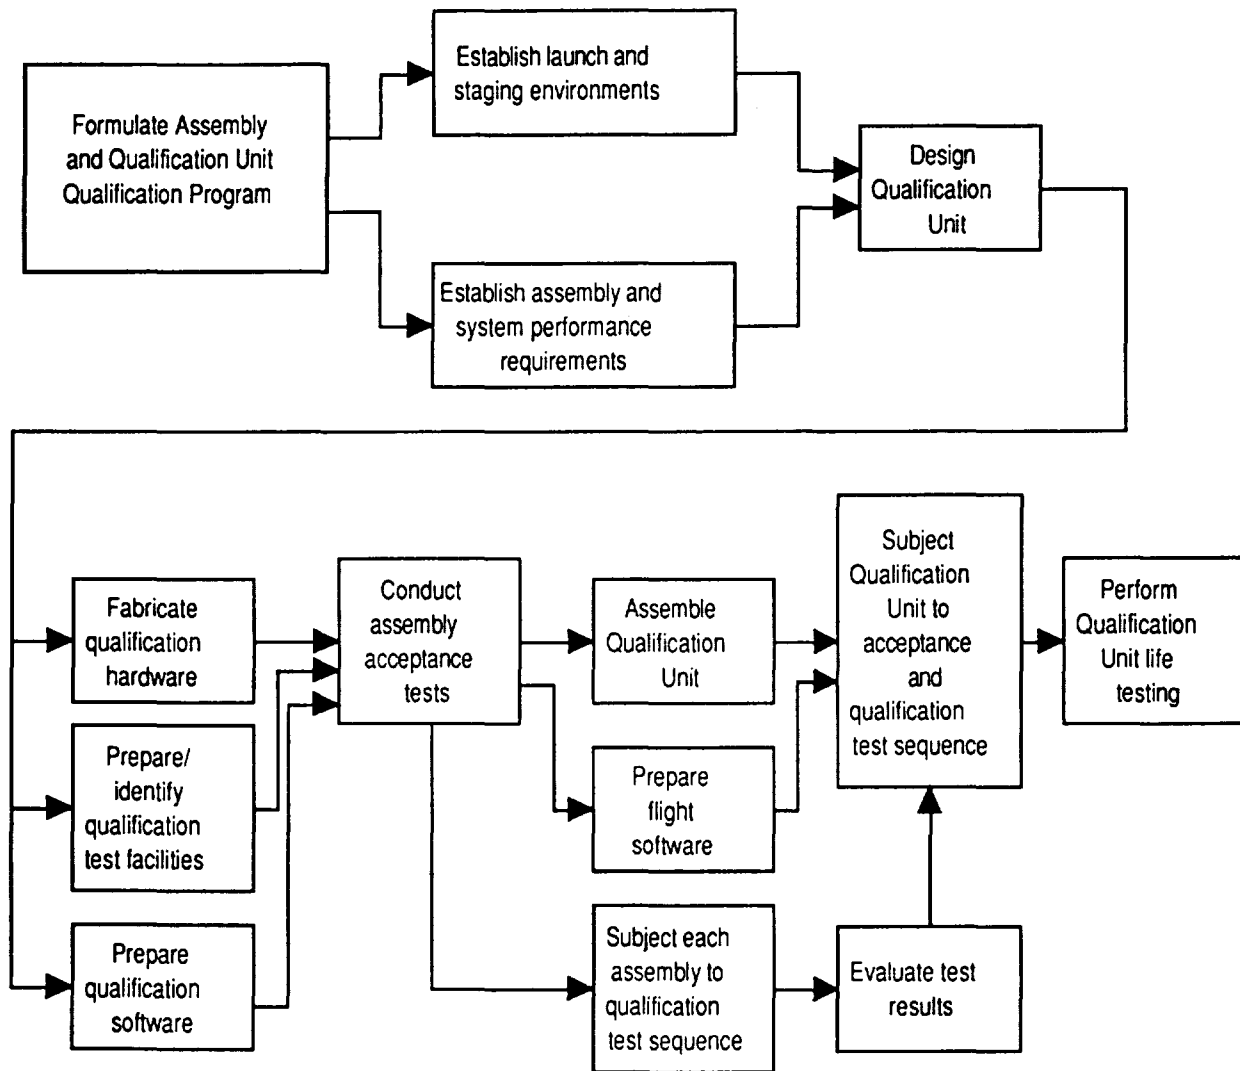 Establish launch and
staging environments
Formulate Assembly
and Qualification Unit
Qualification Program
Design
Qualification
Unit
Establish assembly and
system performance
requirements
Fabricate
qualification
hardware
Conduct
assembly
acceptance
tests
Assemble
Qualification
Unit
Subject
Qualification
Unit to
acceptance
and
qualification
test sequence
Perform
Qualification
Unit life
testing
Prepare/
identify
qualification
test facilities
Prepare
flight
software
Prepare
qualification
software
Subject each
assembly to
qualification
test sequence
Evaluate test
results